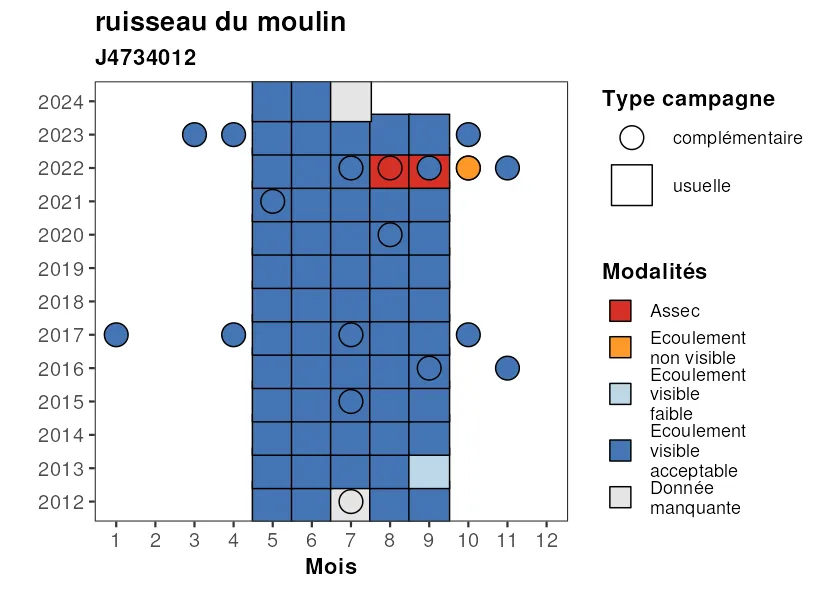 ruisseau du moulin
J4734012
2024
2023
2022
2021
2020
2019
2018
2017
2016
2015
2014
2013
2012
1 2 3 4 5 6 7 8 9 10 11 12
Mois
Type campagne
complémentaire
usuelle
Modalités
Assec
Ecoulement
non visible
Ecoulement
visible
faible
Ecoulement
visible
acceptable
Donnée
manquante